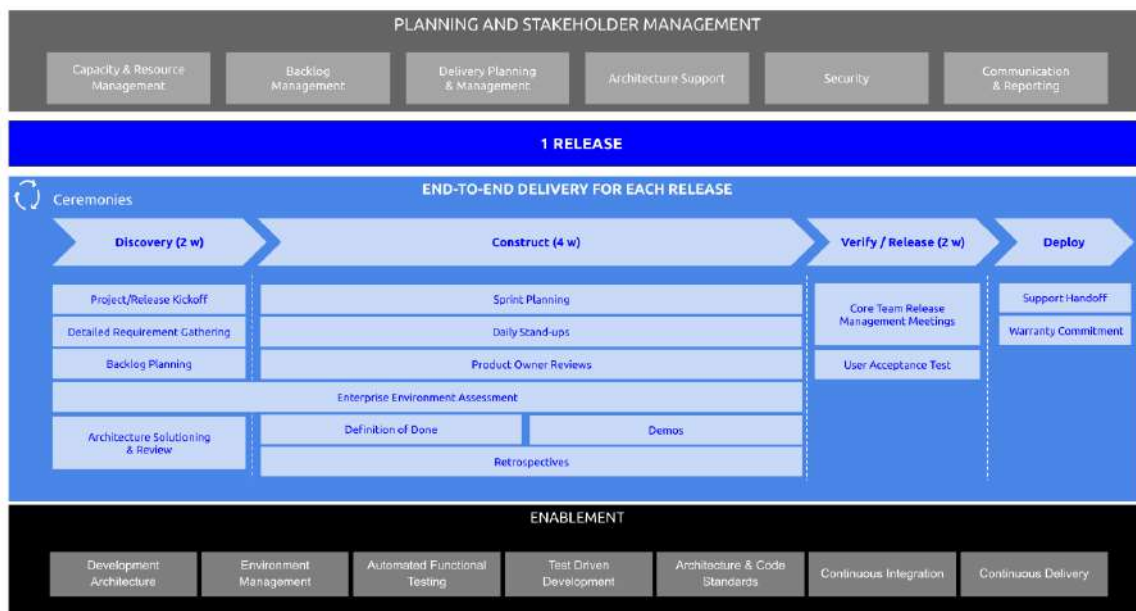 PLANNING AND STAKEHOLDER MANAGEMENT
Capacity & Resource
Management
Backlog
Management
Delivery Planning
& Management
Architecture Support
Security
Communication
& Reporting
1 RELEASE
END-TO-END DELIVERY FOR EACH RELEASE
Ceremonies
Discovery (2 w)
Construct (4 w)
Verify / Release (2 w)
Deploy
Project/Release Kickoff
Detailed Requirement Gathering
Backlog Planning
Sprint Planning
Daily Stand-ups
Product Owner Reviews
Enterprise Environment Assessment
Architecture Solutioning
& Review
Definition of Done
Demos
Retrospectives
Core Team Release
Management Meetings
User Acceptance Test
Support Handoff
Warranty Commitment
ENABLEMENT
Development
Architecture
Environment
Management
Automated Functional
Testing
Test Driven
Development
Architecture & Code
Standards
Continuous Integration
Continuous Delivery